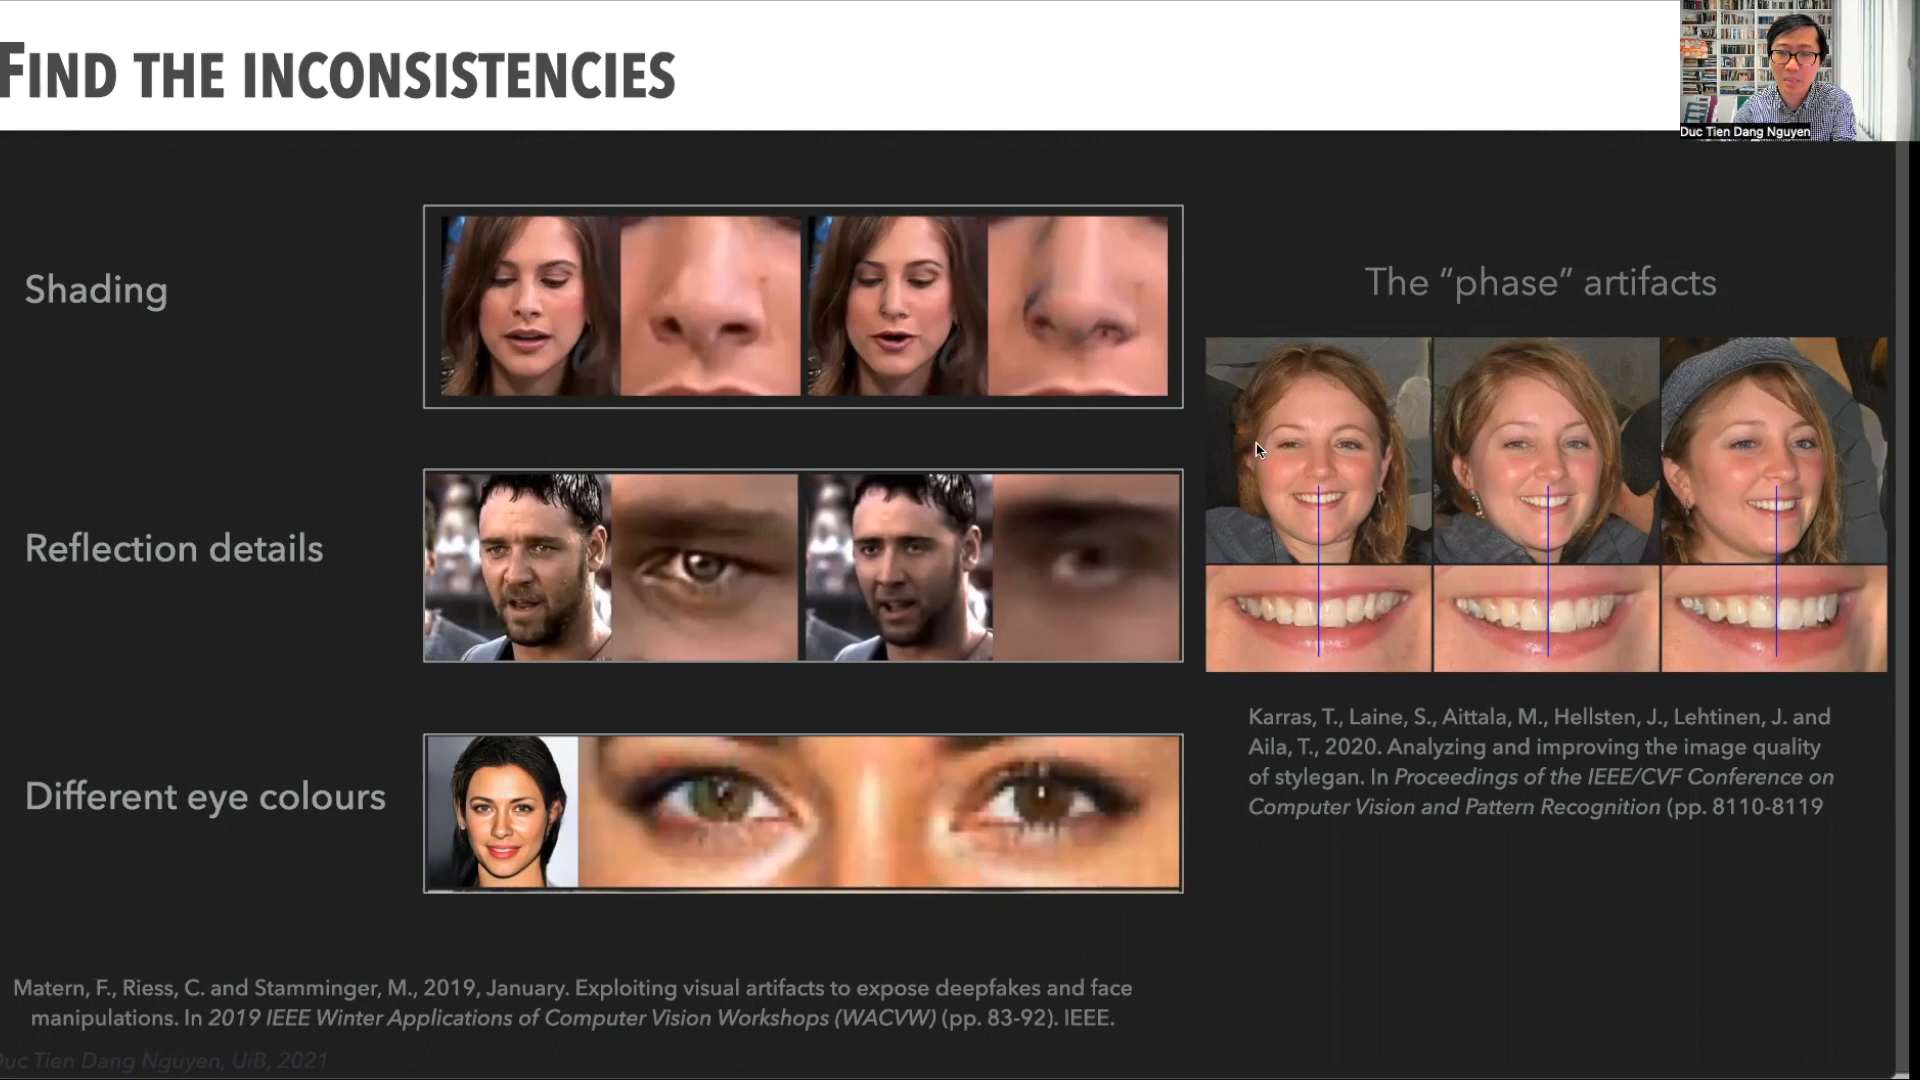 FIND THE INCONSISTENCIES
Duc Tien Dang Nguyen
Shading
The “phase” artifacts
Reflection details
Different eye colours
Karras, T., Laine, S., Aittala, M., Hellsten, J., Lehtinen, J. and
Aila, T., 2020. Analyzing and improving the image quality
of stylegan. In Proceedings of the IEEE/CVF Conference on
Computer Vision and Pattern Recognition (pp. 8110-8119
Matern, F., Riess, C. and Stamminger, M., 2019, January. Exploiting visual artifacts to expose deepfakes and face
manipulations. In 2019 IEEE Winter Applications of Computer Vision Workshops (WACVW) (pp. 83-92). IEEE.
Duc Tien Dang Nguyen, UiB, 2021